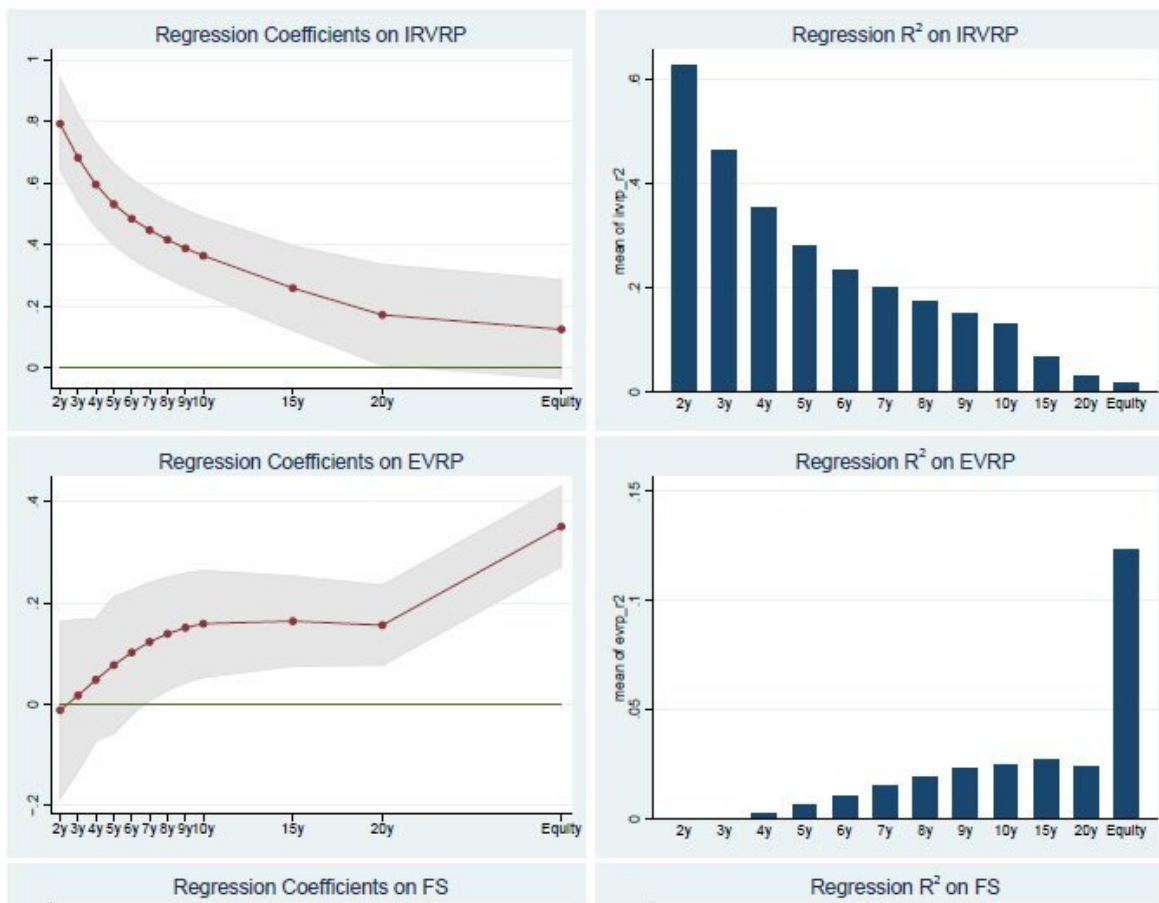 Regression Coefficients on IRVRP
1
.8
.6
.4
.2
0
2y 3y 4y 5y 6y 7y 8y 9y 10y 15y 20y Equity
Regression R² on IRVRP
mean of irvrp_r2
.6
.4
.2
0
2y 3y 4y 5y 6y 7y 8y 9y 10y 15y 20y Equity
Regression Coefficients on EVRP
.4
.2
0
-.2
2y 3y 4y 5y 6y 7y 8y 9y 10y 15y 20y Equity
Regression R² on EVRP
mean of evrp_r2
.15
.1
.05
0
2y 3y 4y 5y 6y 7y 8y 9y 10y 15y 20y Equity
Regression Coefficients on FS
Regression R² on FS